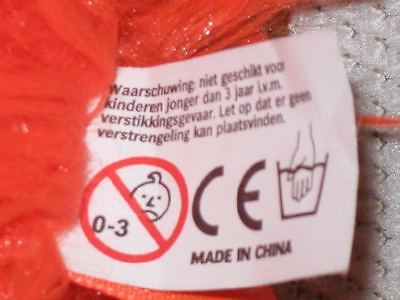 Waarschuwing: niet geschikt voor
kinderen jonger dan 3 jaar i.v.m.
verstikkingsgevaar. Let op dat er geen
verstrengeling kan plaatsvinden.
0-3
CE
MADE IN CHINA